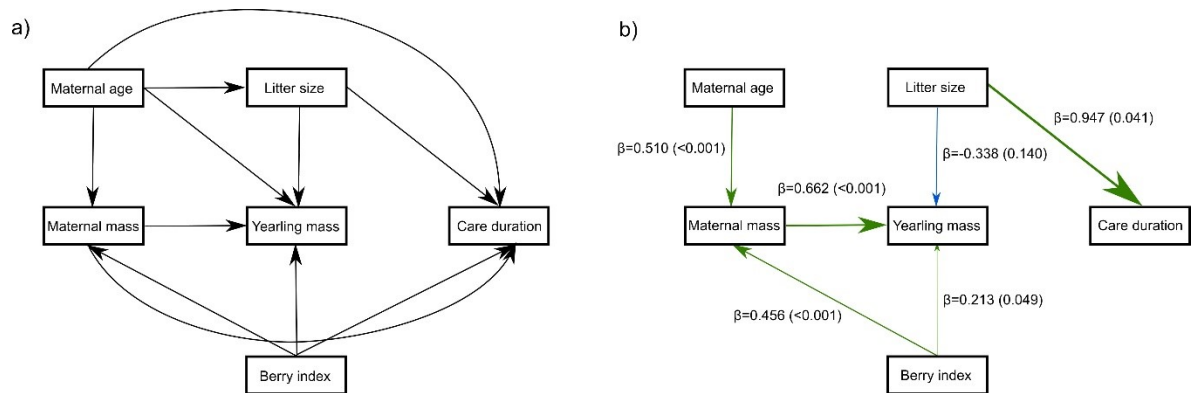 a)
Maternal age
Litter size
Maternal mass
Yearling mass
Care duration
Berry index
b)
Maternal age
Litter size
β=0.947 (0.041)
β=0.510 (<0.001)
β=-0.338 (0.140)
β=0.662 (<0.001)
Maternal mass
Yearling mass
Care duration
β=0.213 (0.049)
β=0.456 (<0.001)
Berry index